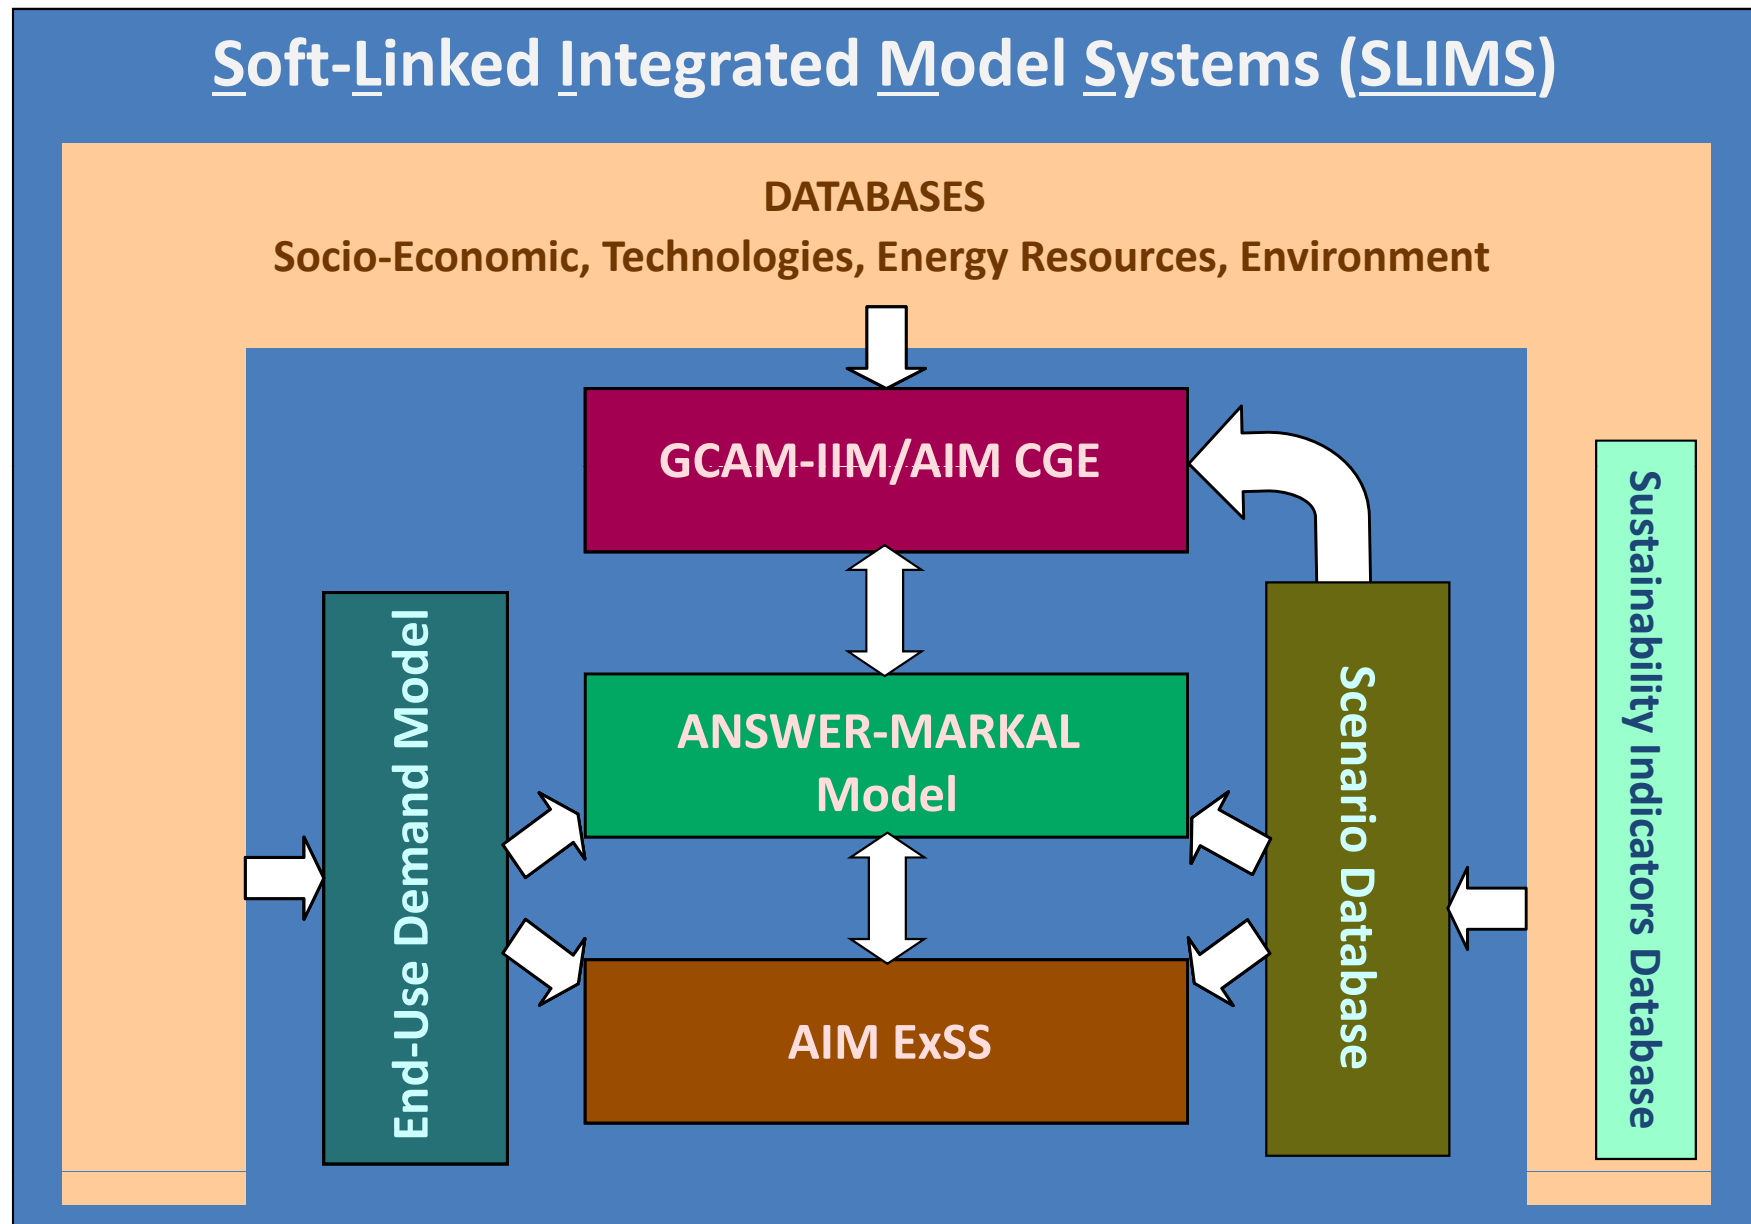 Soft-Linked Integrated Model Systems (SLIMS)
DATABASES
Socio-Economic, Technologies, Energy Resources, Environment
GCAM-IIM/AIM CGE
End-Use Demand Model
ANSWER-MARKAL
Model
AIM ExSS
Scenario Database
Sustainability Indicators Database